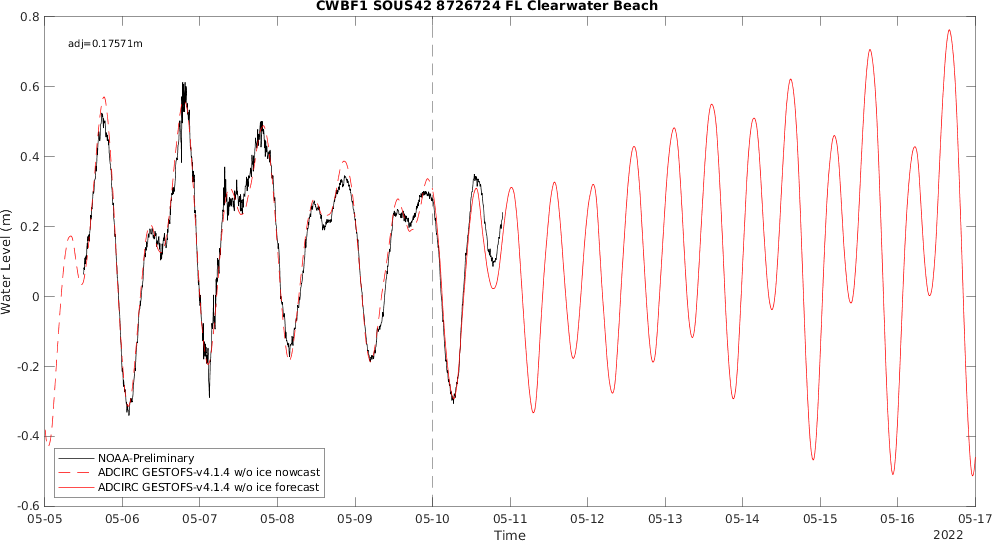 CWBF1 SOUS42 8726724 FL Clearwater Beach
adj=0.17571m
Water Level (m)
0.8
0.6
0.4
0.2
0
-0.2
-0.4
-0.6
NOAA-Preliminary
ADCIRC GESTOFS-v4.1.4 w/o ice nowcast
ADCIRC GESTOFS-v4.1.4 w/o ice forecast
05-05 05-06 05-07 05-08 05-09 05-10 05-11 05-12 05-13 05-14 05-15 05-16 05-17
Time
2022